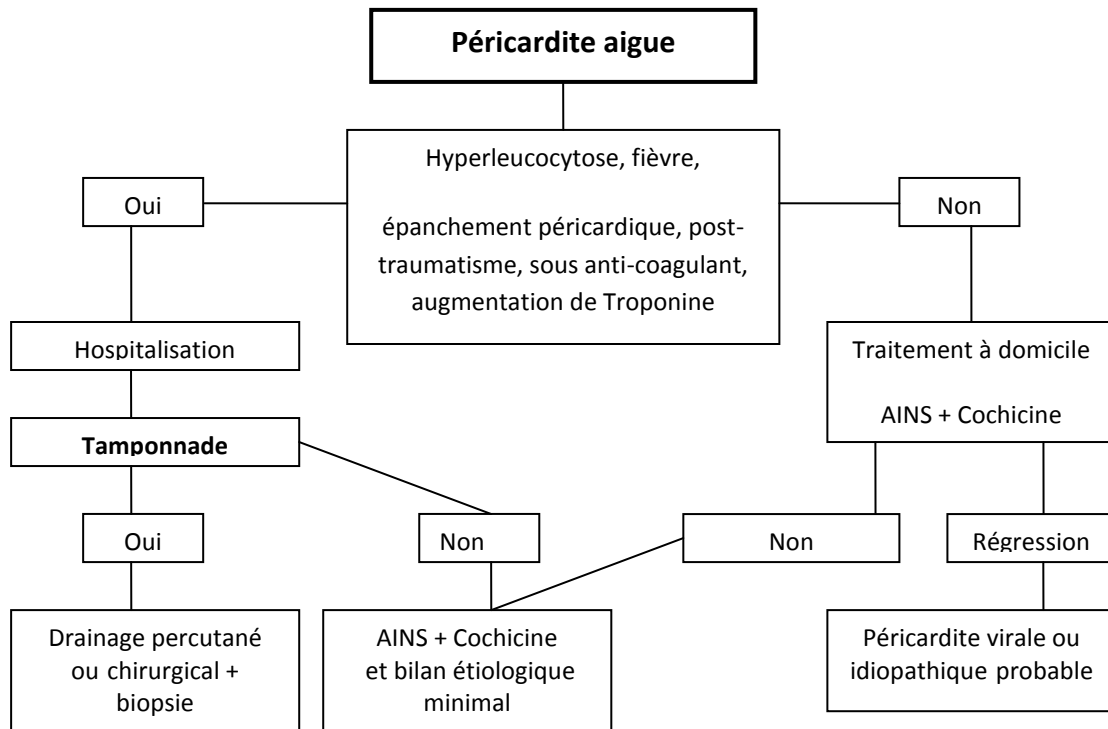 Péricardite aigue
Hyperleucocytose, fièvre,
épanchement péricardique, post-
traumatisme, sous anti-coagulant,
augmentation de Troponine
Oui
Non
Hospitalisation
Traitement à domicile
AINS + Cochicine
Tamponnade
Oui
Non
Non
Régression
Drainage percutané
ou chirurgical +
biopsie
AINS + Cochicine
et bilan étiologique
minimal
Péricardite virale ou
idiopathique probable